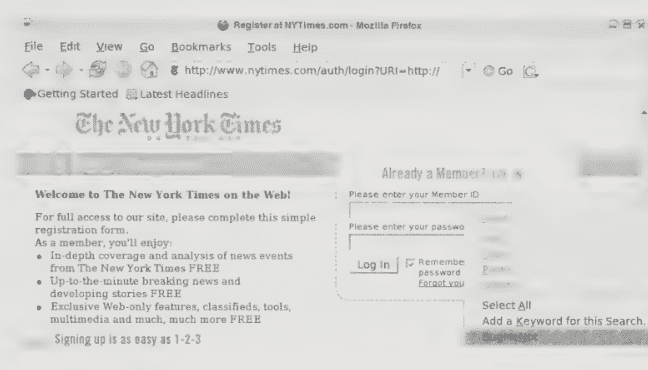 Register at NYTimes.com - Mozilla Firefox
File Edit View Go Bookmarks Tools Help
http://www.nytimes.com/auth/login?URI=http:// Go
Getting Started Latest Headlines
The New York Times
ON THE WEB
Already a Member?
Welcome to The New York Times on the Web!
Please enter your Member ID
For full access to our site, please complete this simple
registration form.
Please enter your passwo
As a member, you'll enjoy:
In-depth coverage and analysis of news events
from The New York Times FREE
Log In
Remembe
password
Forgot you
Up-to-the-minute breaking news and
developing stories FREE
Exclusive Web-only features, classifieds, tools,
multimedia and much, much more FREE
Select All
Add a Keyword for this Search.
Signing up is as easy as 1-2-3